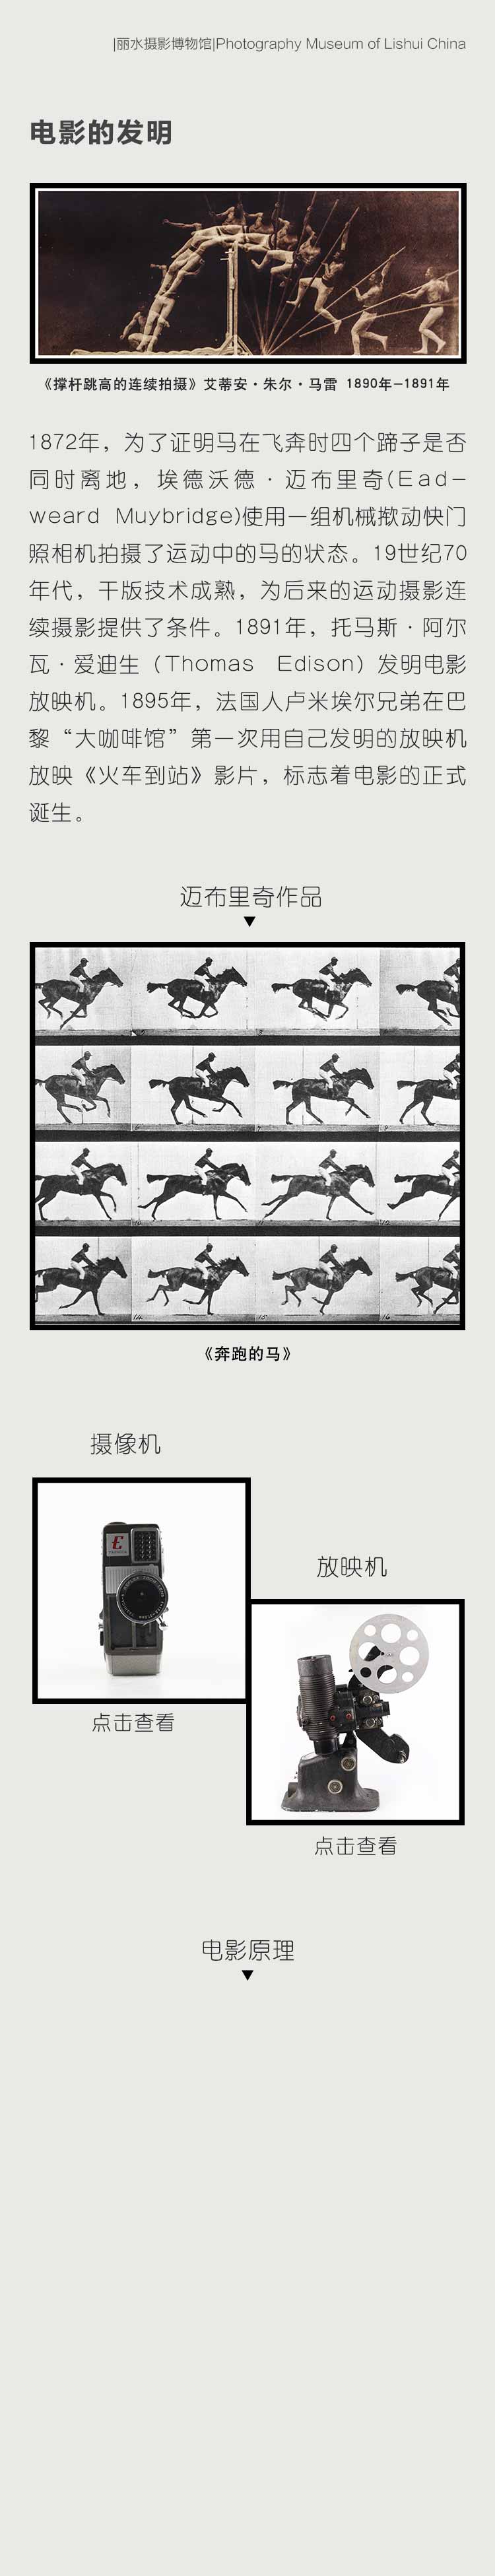 |丽水摄影博物馆|Photography Museum of Lishui China
电影的发明
《撑杆跳高的连续拍摄》艾蒂安·朱尔·马雷 1890年-1891年
1872年，为了证明马在飞奔时四个蹄子是否
同时离地，埃德沃德·迈布里奇(Ead-
weard Muybridge)使用一组机械揿动快门
照相机拍摄了运动中的马的状态。19世纪70
年代，干版技术成熟，为后来的运动摄影连
续摄影提供了条件。1891年，托马斯·阿尔
瓦·爱迪生（Thomas Edison）发明电影
放映机。1895年，法国人卢米埃尔兄弟在巴
黎“大咖啡馆”第一次用自己发明的放映机
放映《火车到站》影片，标志着电影的正式
诞生。
迈布里奇作品
《奔跑的马》
摄像机
放映机
点击查看
点击查看
电影原理